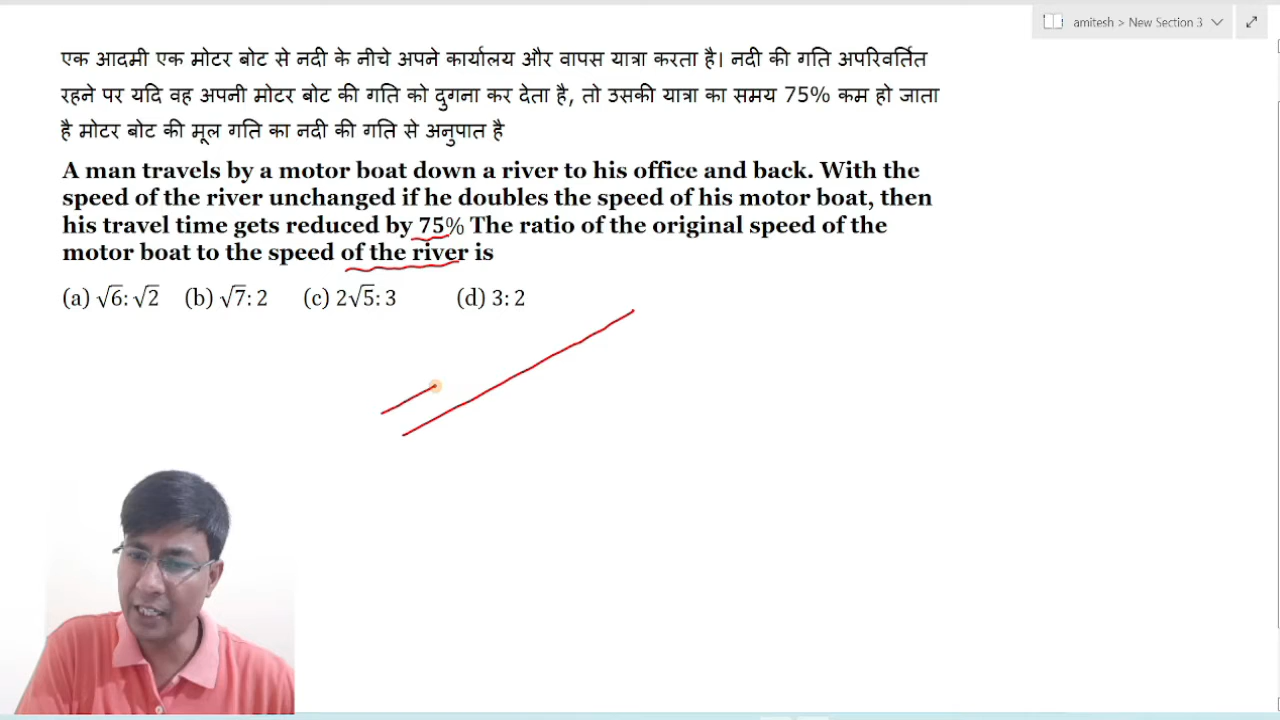 amitesh > New Section 3
एक आदमी एक मोटर बोट से नदी के नीचे अपने कार्यालय और वापस यात्रा करता है। नदी की गति अपरिवर्तित
रहने पर यदि वह अपनी मोटर बोट की गति को दुगना कर देता है, तो उसकी यात्रा का समय 75% कम हो जाता
है मोटर बोट की मूल गति का नदी की गति से अनुपात है
A man travels by a motor boat down a river to his office and back. With the
speed of the river unchanged if he doubles the speed of his motor boat, then
his travel time gets reduced by 75% The ratio of the original speed of the
motor boat to the speed of the river is
(a) √6: √2 (b) √7: 2 (c) 2√5: 3 (d) 3: 2